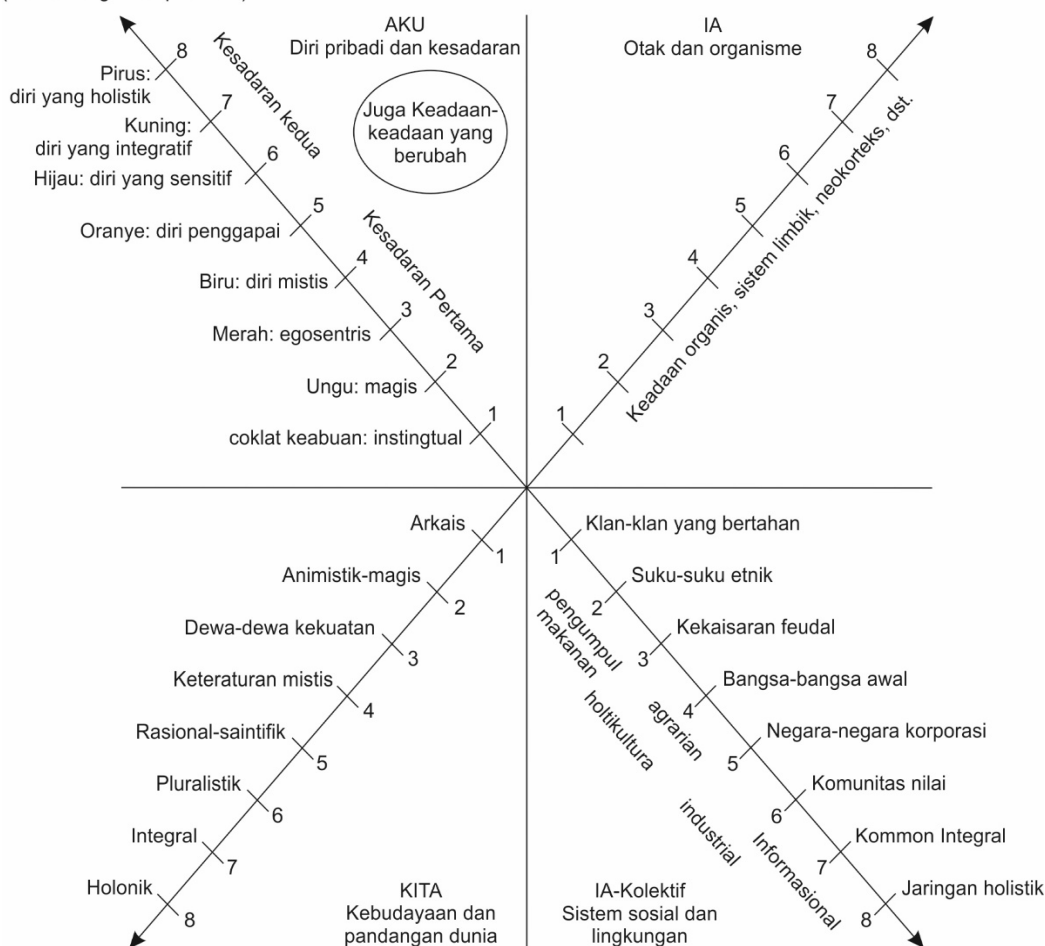 AKU
Diri pribadi dan kesadaran
IA
Otak dan organisme
Juga Keadaan-
keadaan yang
berubah
Kesadaran kedua
Kesadaran Pertama
8
Pirus:
diri yang holistik
7
Kuning:
diri yang integratif
6
Hijau: diri yang sensitif
5
Oranye: diri penggapai
4
Biru: diri mistis
3
Merah: egosentris
2
Ungu: magis
1
coklat keabuan: instingtual
8
7
6
5
4
3
2
1
Keadaan organis, sistem limbik, neokorteks, dst.
Arkais
1
Animistik-magis
2
Dewa-dewa kekuatan
3
Keteraturan mistis
4
Rasional-saintifik
5
Pluralistik
6
Integral
7
Holonik
8
KITA
Kebudayaan dan
pandangan dunia
Klan-klan yang bertahan
1
Suku-suku etnik
2
Kekaisaran feudal
3
Bangsa-bangsa awal
4
Negara-negara korporasi
5
Komunitas nilai
6
Kommon Integral
7
Jaringan holistik
8
pengumpul
makanan
holtikultura
agrarian
industrial
Informasional
IA-Kolektif
Sistem sosial dan
lingkungan